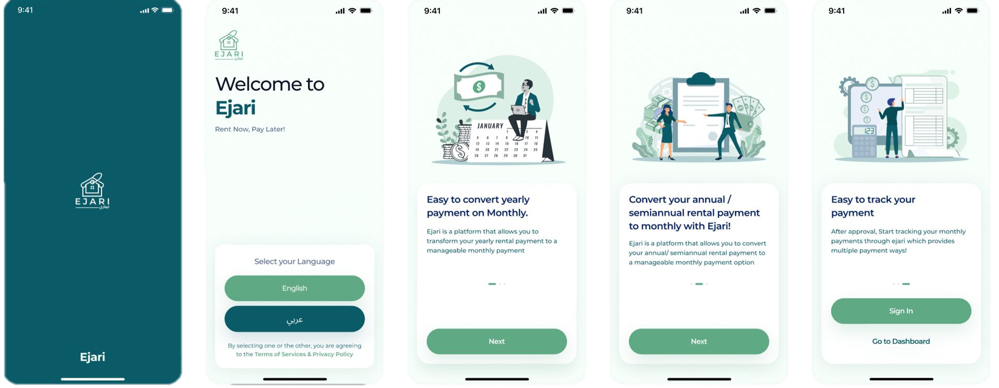 9:41
EJARI
ايجاري
Ejari
9:41
EJARI
ايجاري
Welcome to
Ejari
Rent Now, Pay Later!
Select your Language
English
عربي
By selecting one or the other, you are agreeing
to the Terms of Services & Privacy Policy
9:41
$
JANUARY
1 3 4
5 6 7 8 10 11
12 13 14 15 16 17 18
19 20 21 22 23 24 25
26 27 28 29 30 31
$
Easy to convert yearly
payment on Monthly.
Ejari is a platform that allows you to
transform your yearly rental payment to a
manageable monthly payment
Next
9:41
Convert your annual /
semiannual rental payment
to monthly with Ejari!
Ejari is a platform that allows you to convert
your annual/ semiannual rental payment to
a manageable monthly payment option
Next
9:41
$
$
$
$
123
Easy to track your
payment
After approval, Start tracking your monthly
payments through ejari which provides
multiple payment ways!
Sign In
Go to Dashboard